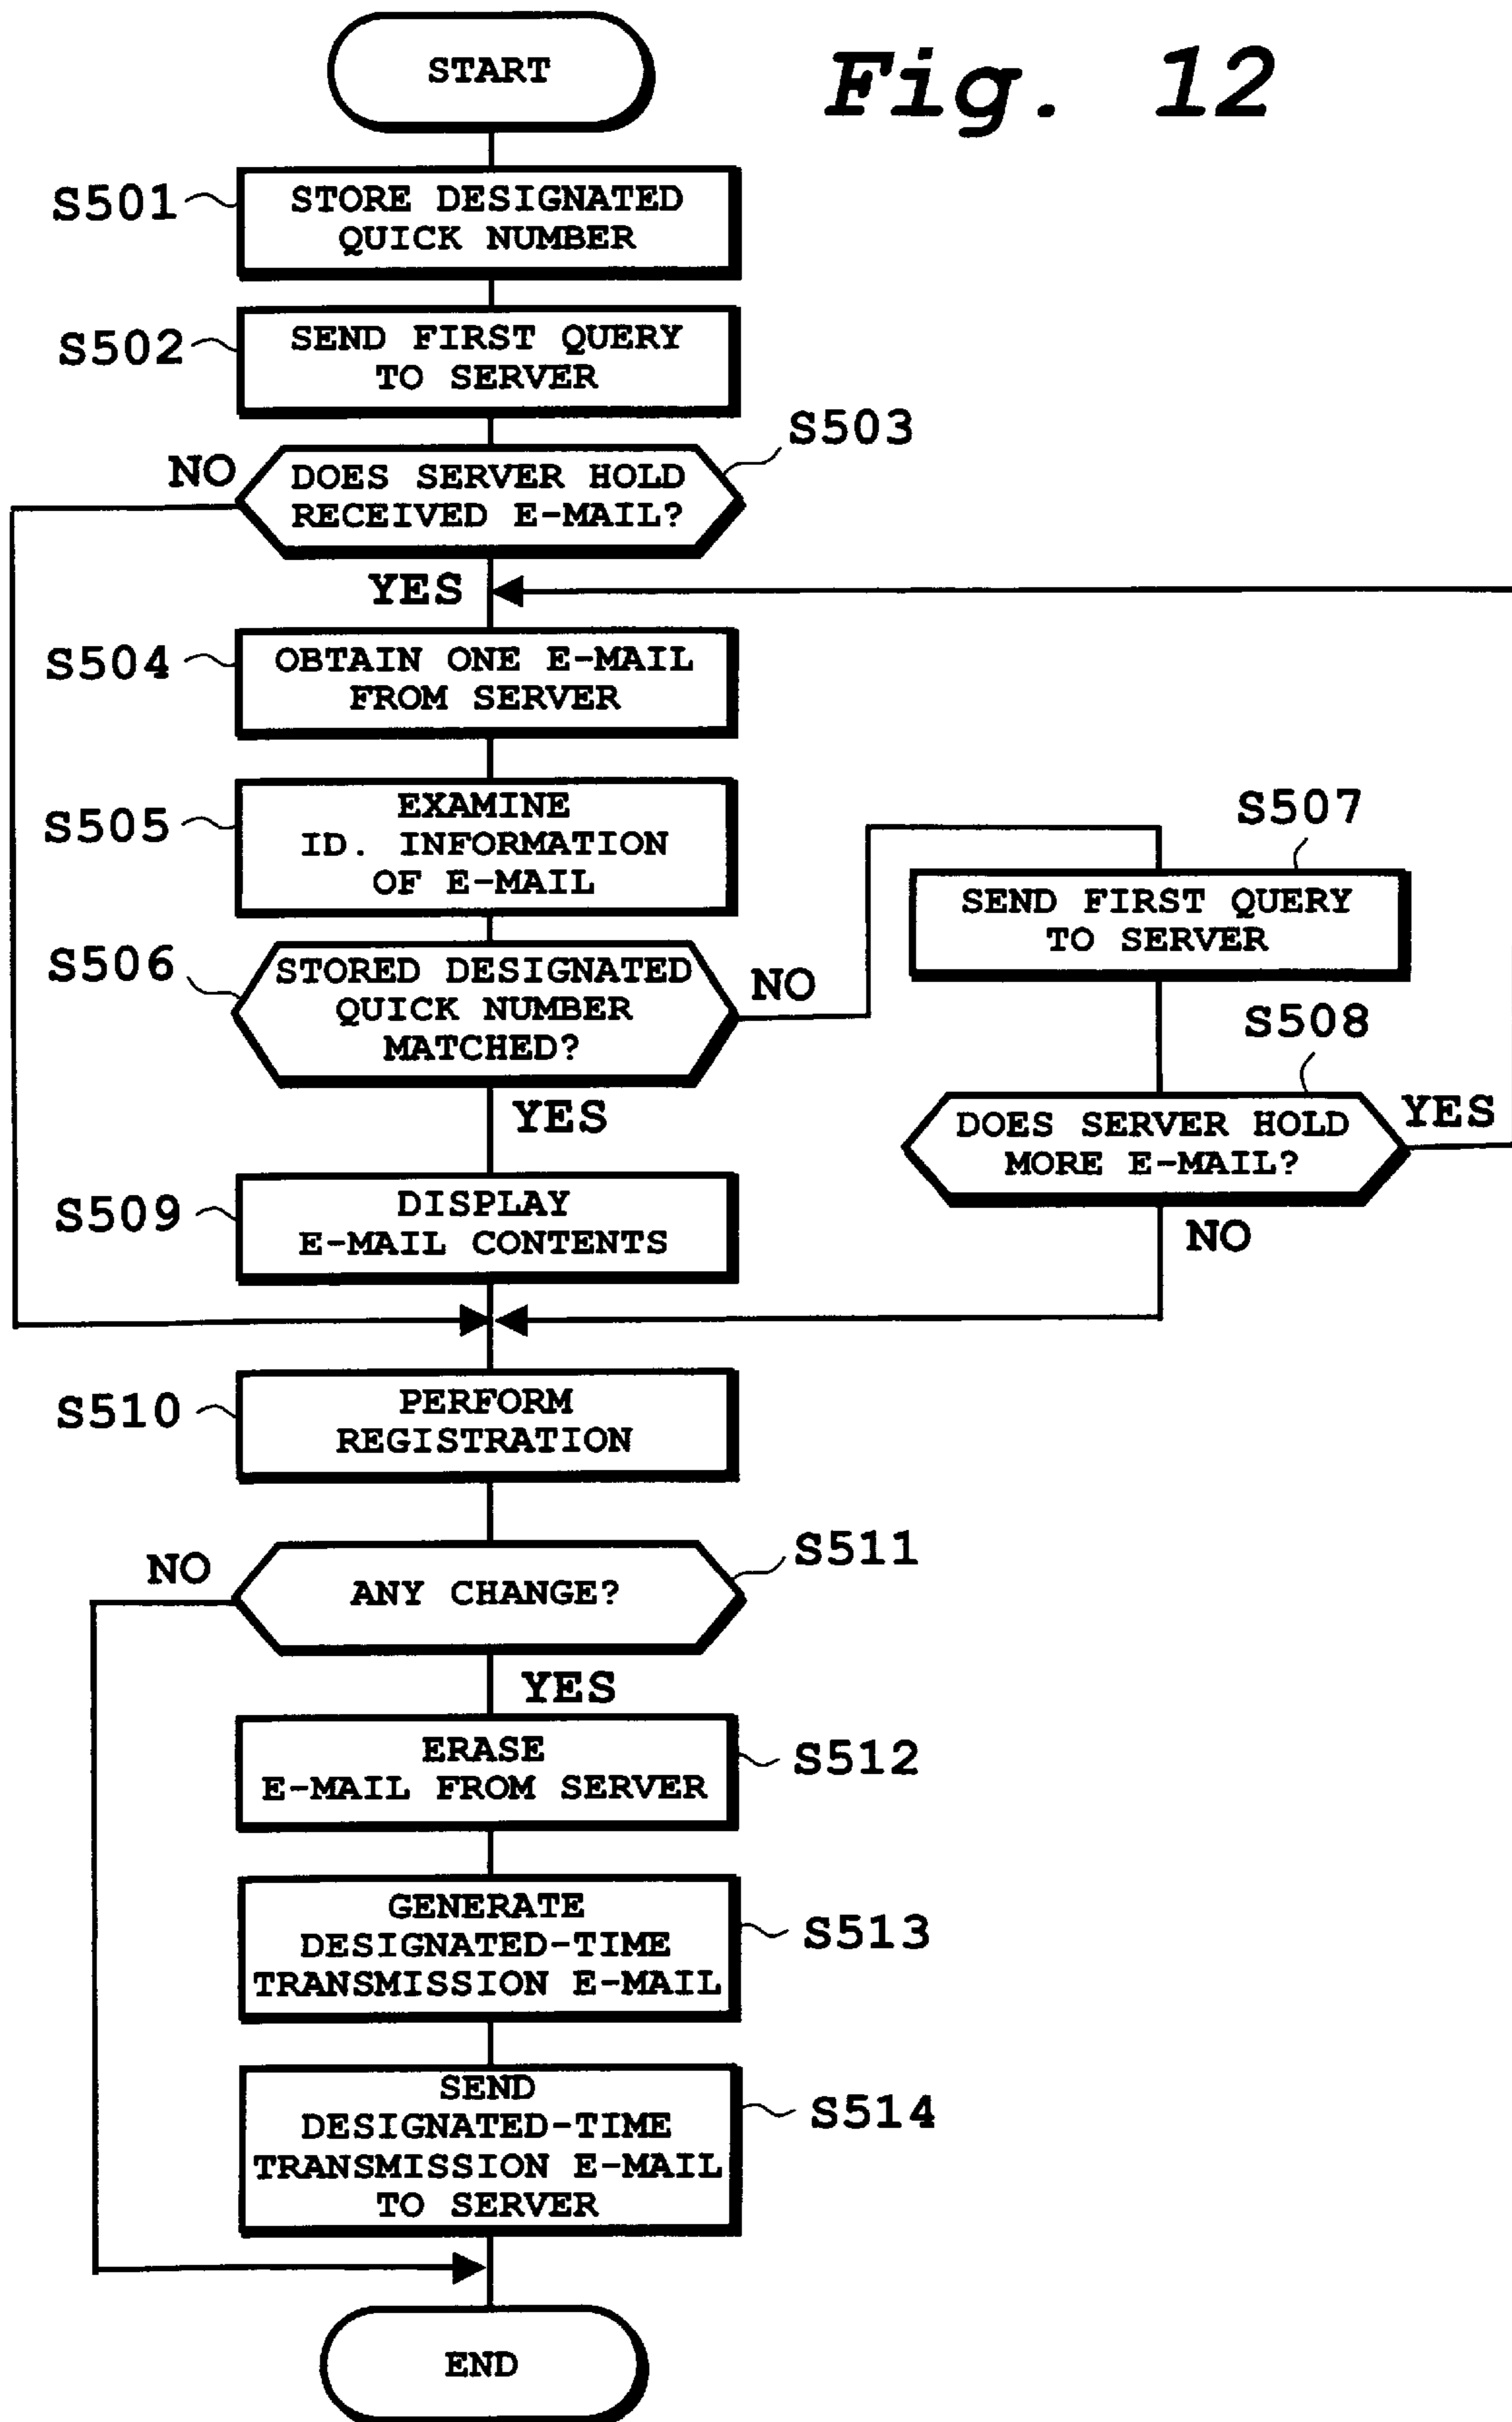 Fig. 12
START
S501
STORE DESIGNATED
QUICK NUMBER
S502
SEND FIRST QUERY
TO SERVER
S503
NO
DOES SERVER HOLD
RECEIVED E-MAIL?
YES
S504
OBTAIN ONE E-MAIL
FROM SERVER
S505
EXAMINE
ID. INFORMATION
OF E-MAIL
S506
STORED DESIGNATED
QUICK NUMBER
MATCHED?
NO
YES
S507
SEND FIRST QUERY
TO SERVER
S508
DOES SERVER HOLD
MORE E-MAIL?
YES
NO
S509
DISPLAY
E-MAIL CONTENTS
S510
PERFORM
REGISTRATION
S511
NO
ANY CHANGE?
YES
S512
ERASE
E-MAIL FROM SERVER
S513
GENERATE
DESIGNATED-TIME
TRANSMISSION E-MAIL
S514
SEND
DESIGNATED-TIME
TRANSMISSION E-MAIL
TO SERVER
END